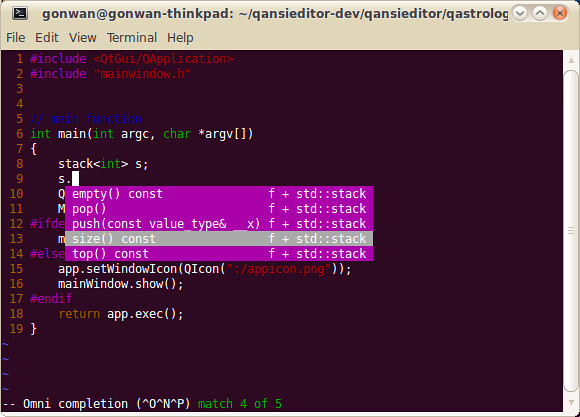 gonwan@gonwan-thinkpad: ~/qansieditor-dev/qansieditor/qastrolog
File Edit View Terminal Help
1 #include <QtGui/QApplication>
2 #include "mainwindow.h"
3
4
5 // main function
6 int main(int argc, char *argv[])
7 {
8 stack<int> s;
9 s.
10 Q empty() const f + std::stack
11 M pop() f + std::stack
12 #ifde push(const value_type& __x) f + std::stack
13 m size() const f + std::stack
14 #else top() const f + std::stack
15 app.setWindowIcon(QIcon(":/appicon.png"));
16 mainWindow.show();
17 #endif
18 return app.exec();
19 }
~
~
~
~
-- Omni completion (^O^N^P) match 4 of 5